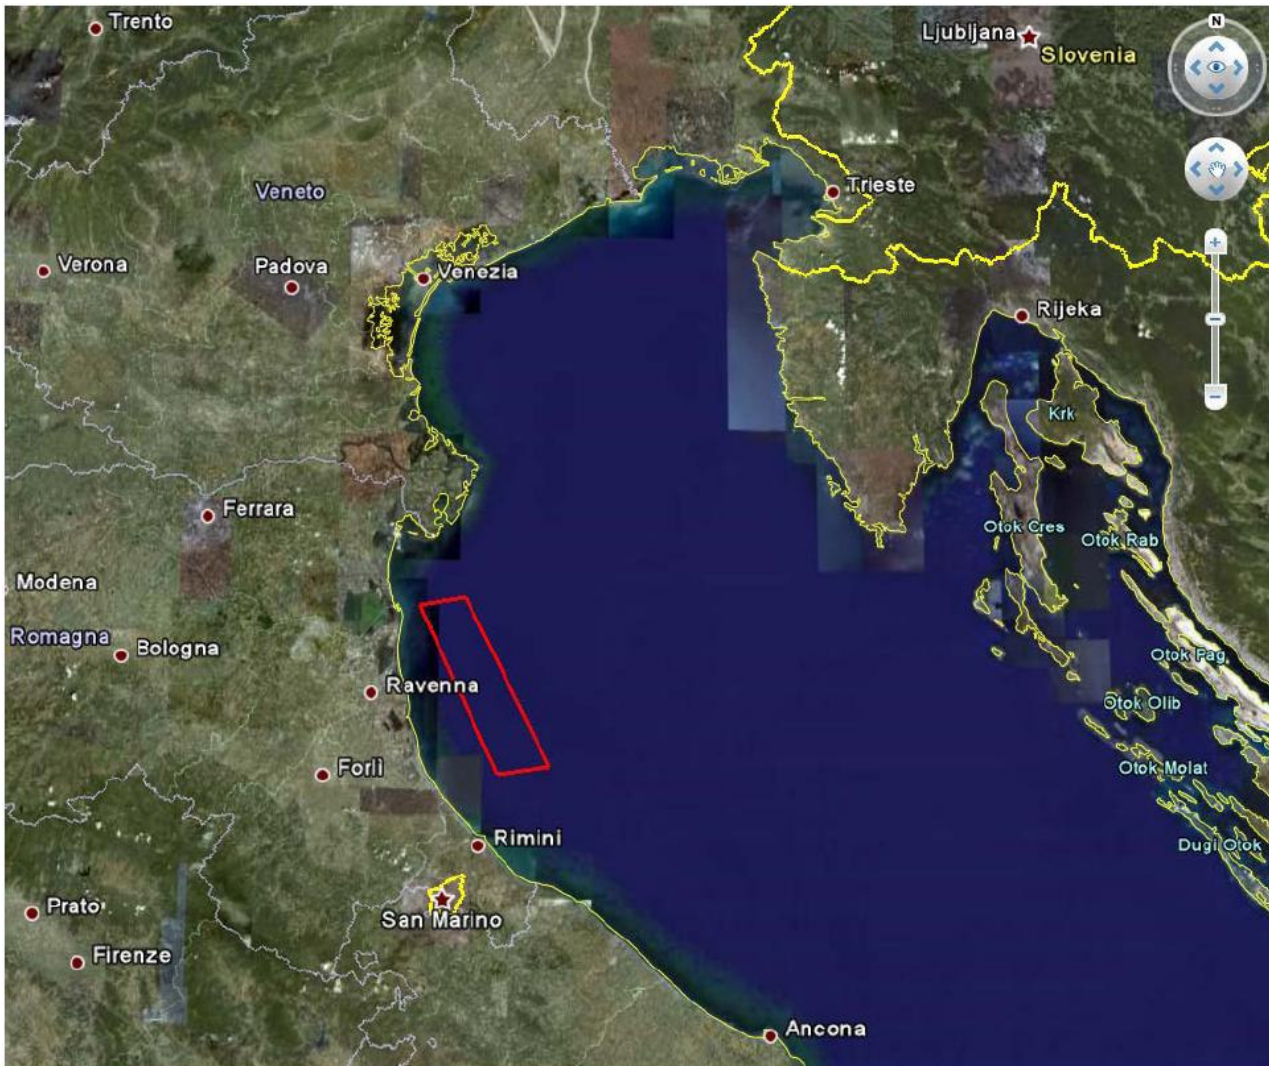 Trento
Ljubljana
N
Slovenia
Veneto
Trieste
Verona
Padova
Venezia
Rijeka
Krk
Ferrara
Otok Cres
Otok Rab
Modena
Romagna
Bologna
Otok Pag
Ravenna
Otok Olib
Forlì
Otok Molat
Rimini
Dugi Otok
Prato
San Marino
Firenze
Ancona